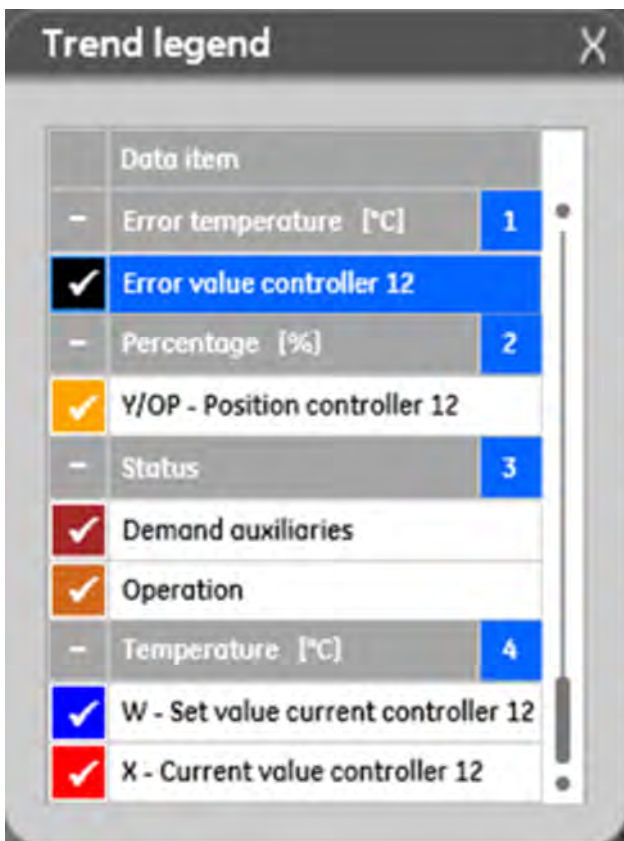 Trend legend X
Data item
- Error temperature [°C] 1
Error value controller 12
- Percentage [%] 2
Y/OP - Position controller 12
- Status 3
Demand auxiliaries
Operation
- Temperature [°C] 4
W - Set value current controller 12
X - Current value controller 12